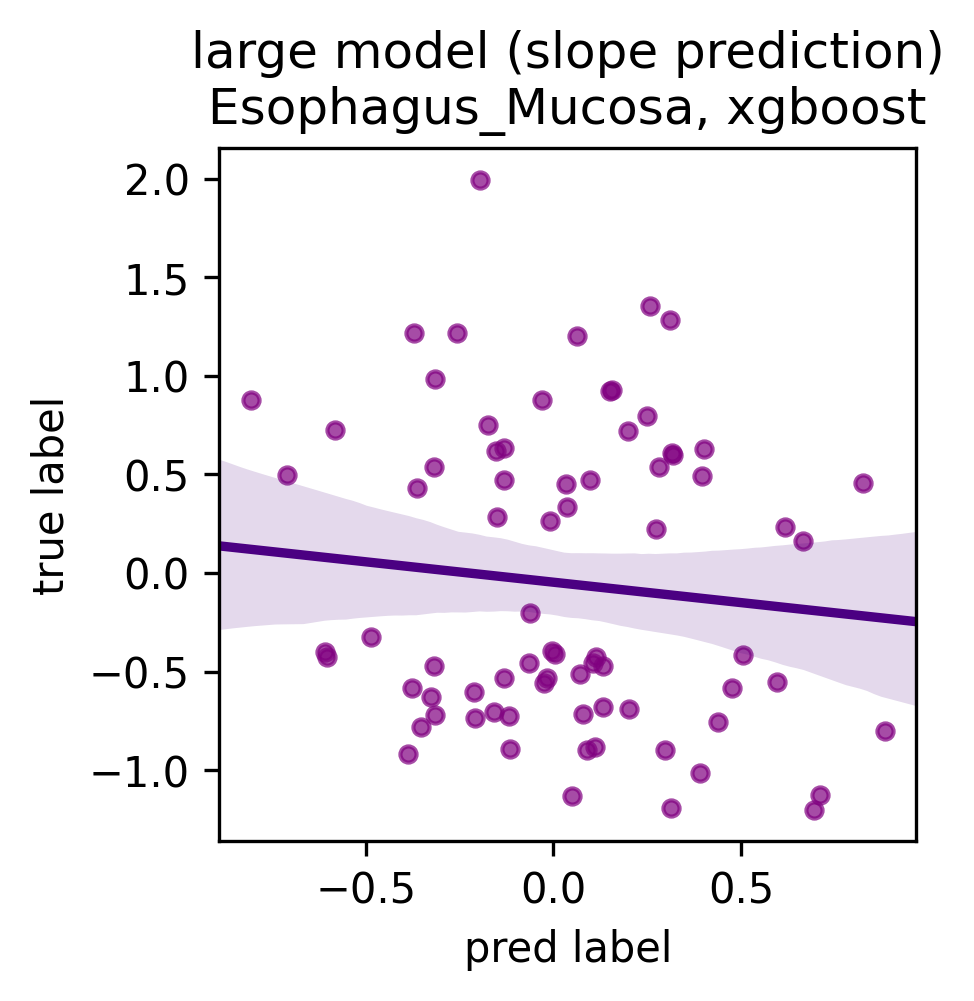 large model (slope prediction)
Esophagus_Mucosa, xgboost
2.0
1.5
1.0
0.5
0.0
−0.5
−1.0
true label
−0.5
0.0
0.5
pred label